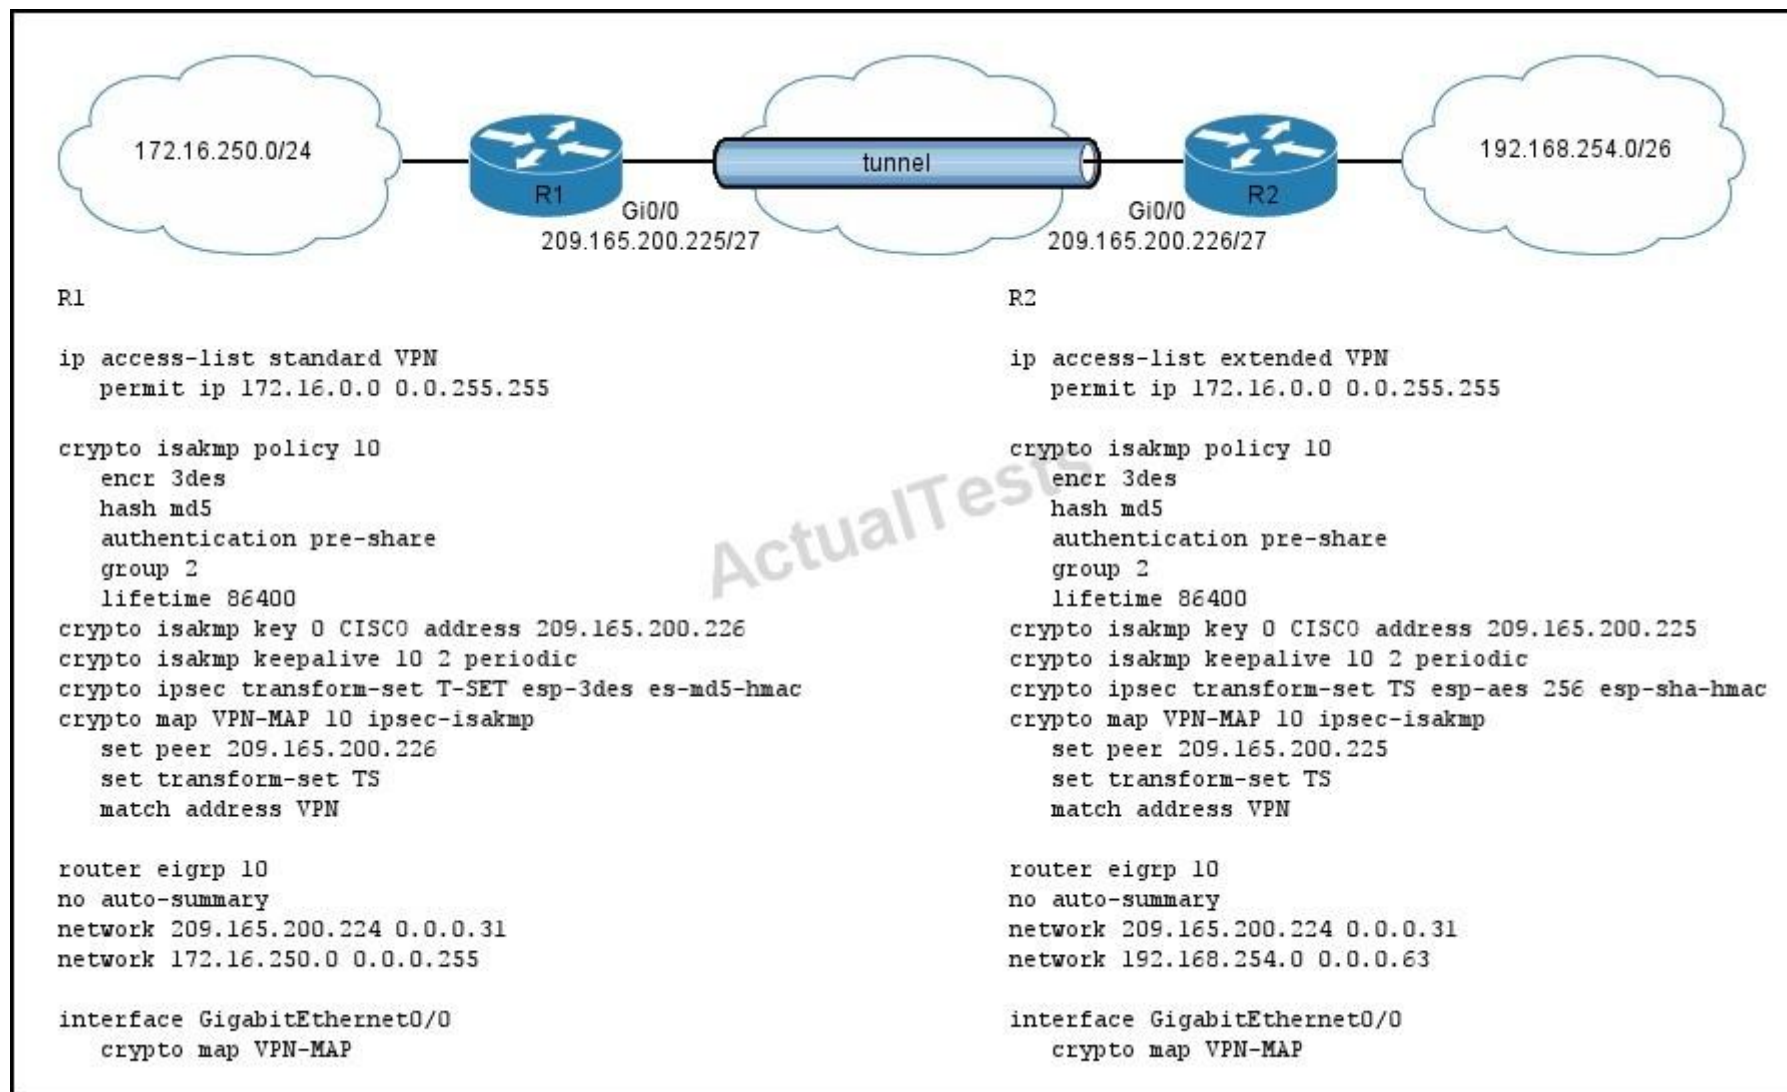 172.16.250.0/24
R1
Gi0/0
209.165.200.225/27
tunnel
Gi0/0
209.165.200.226/27
R2
192.168.254.0/26
R1
ip access-list standard VPN
permit ip 172.16.0.0 0.0.255.255
crypto isakmp policy 10
encr 3des
hash md5
authentication pre-share
group 2
lifetime 86400
crypto isakmp key 0 CISCO address 209.165.200.226
crypto isakmp keepalive 10 2 periodic
crypto ipsec transform-set T-SET esp-3des es-md5-hmac
crypto map VPN-MAP 10 ipsec-isakmp
set peer 209.165.200.226
set transform-set TS
match address VPN
router eigrp 10
no auto-summary
network 209.165.200.224 0.0.0.31
network 172.16.250.0 0.0.0.255
interface GigabitEthernet0/0
crypto map VPN-MAP
R2
ip access-list extended VPN
permit ip 172.16.0.0 0.0.255.255
crypto isakmp policy 10
encr 3des
hash md5
authentication pre-share
group 2
lifetime 86400
crypto isakmp key 0 CISCO address 209.165.200.225
crypto isakmp keepalive 10 2 periodic
crypto ipsec transform-set TS esp-aes 256 esp-sha-hmac
crypto map VPN-MAP 10 ipsec-isakmp
set peer 209.165.200.225
set transform-set TS
match address VPN
router eigrp 10
no auto-summary
network 209.165.200.224 0.0.0.31
network 192.168.254.0 0.0.0.63
interface GigabitEthernet0/0
crypto map VPN-MAP
ActualTests